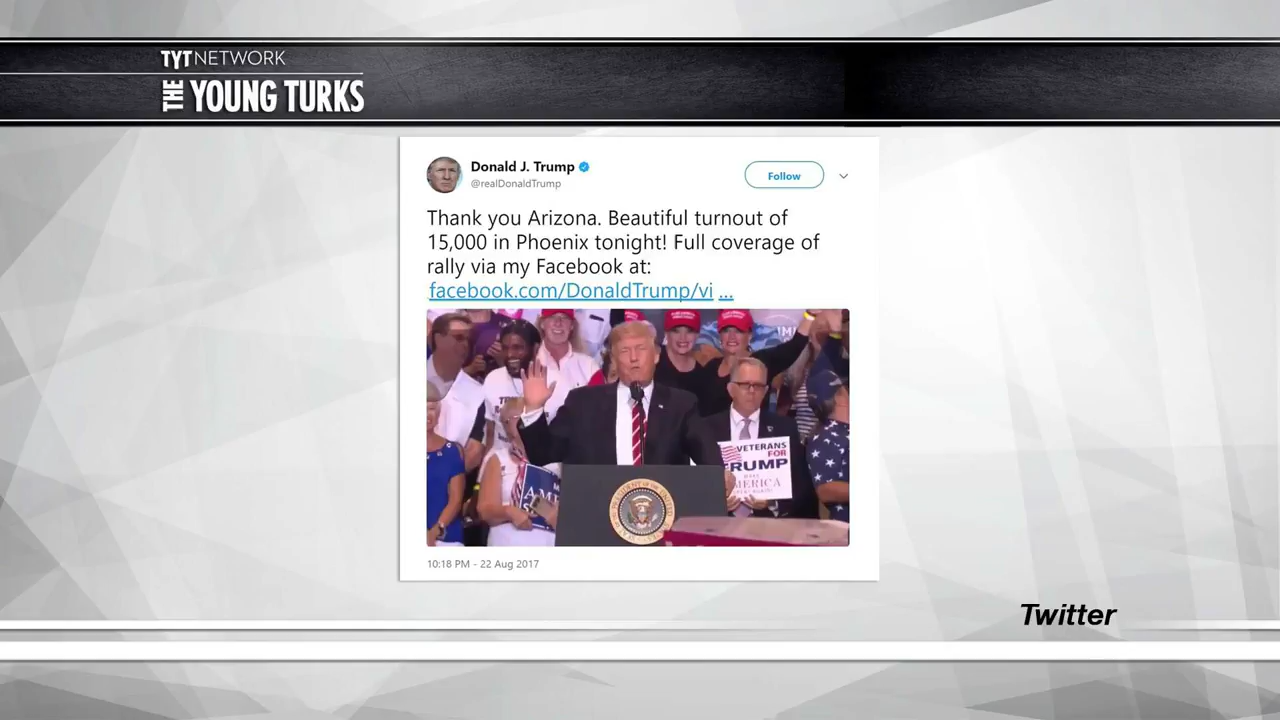 TYT NETWORK
THE YOUNG TURKS
Donald J. Trump
@realDonaldTrump
Follow
Thank you Arizona. Beautiful turnout of
15,000 in Phoenix tonight! Full coverage of
rally via my Facebook at:
facebook.com/DonaldTrump/vi ...
VETERANS
FOR
TRUMP
10:18 PM - 22 Aug 2017
Twitter